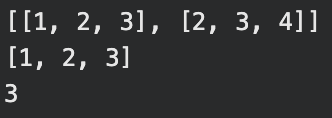 [[1, 2, 3], [2, 3, 4]]
[1, 2, 3]
3